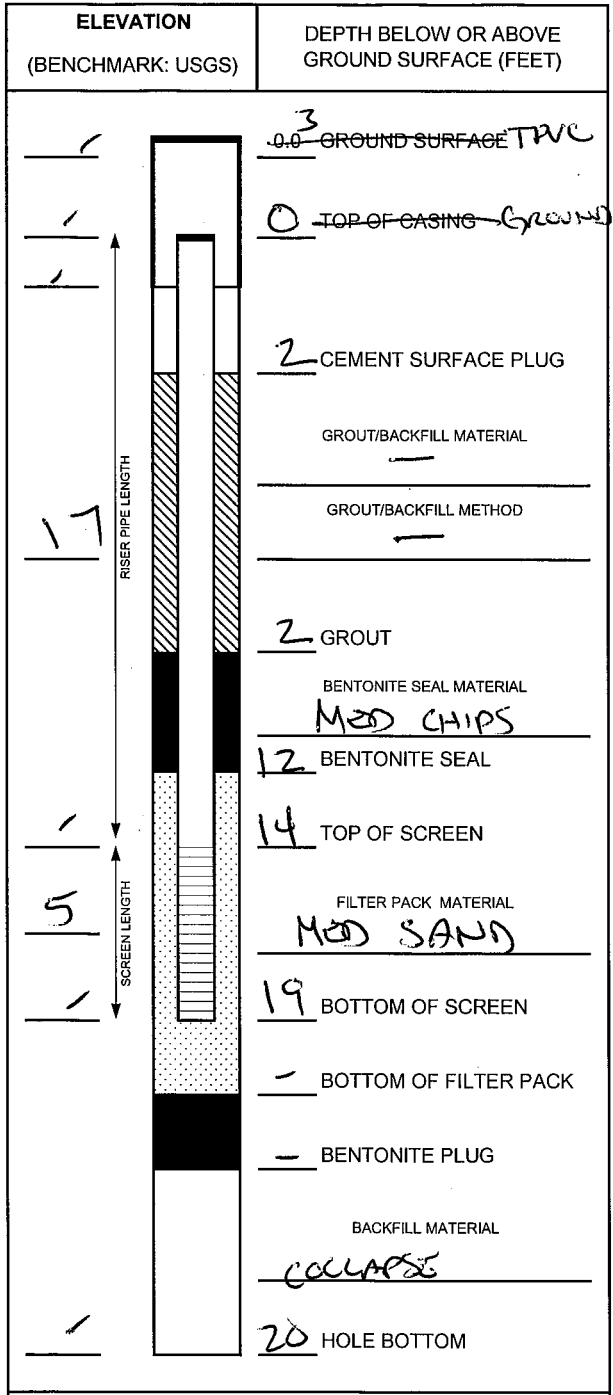 ELEVATION
(BENCHMARK: USGS)
DEPTH BELOW OR ABOVE
GROUND SURFACE (FEET)
3
0.0 GROUND SURFACE TPVC
0 TOP OF CASING GROUND
2 CEMENT SURFACE PLUG
GROUT/BACKFILL MATERIAL
—
GROUT/BACKFILL METHOD
—
17
RISER PIPE LENGTH
2 GROUT
BENTONITE SEAL MATERIAL
MED CHIPS
12 BENTONITE SEAL
14 TOP OF SCREEN
5
SCREEN LENGTH
FILTER PACK MATERIAL
MED SAND
19 BOTTOM OF SCREEN
- BOTTOM OF FILTER PACK
- BENTONITE PLUG
BACKFILL MATERIAL
COLLAPSE
20 HOLE BOTTOM